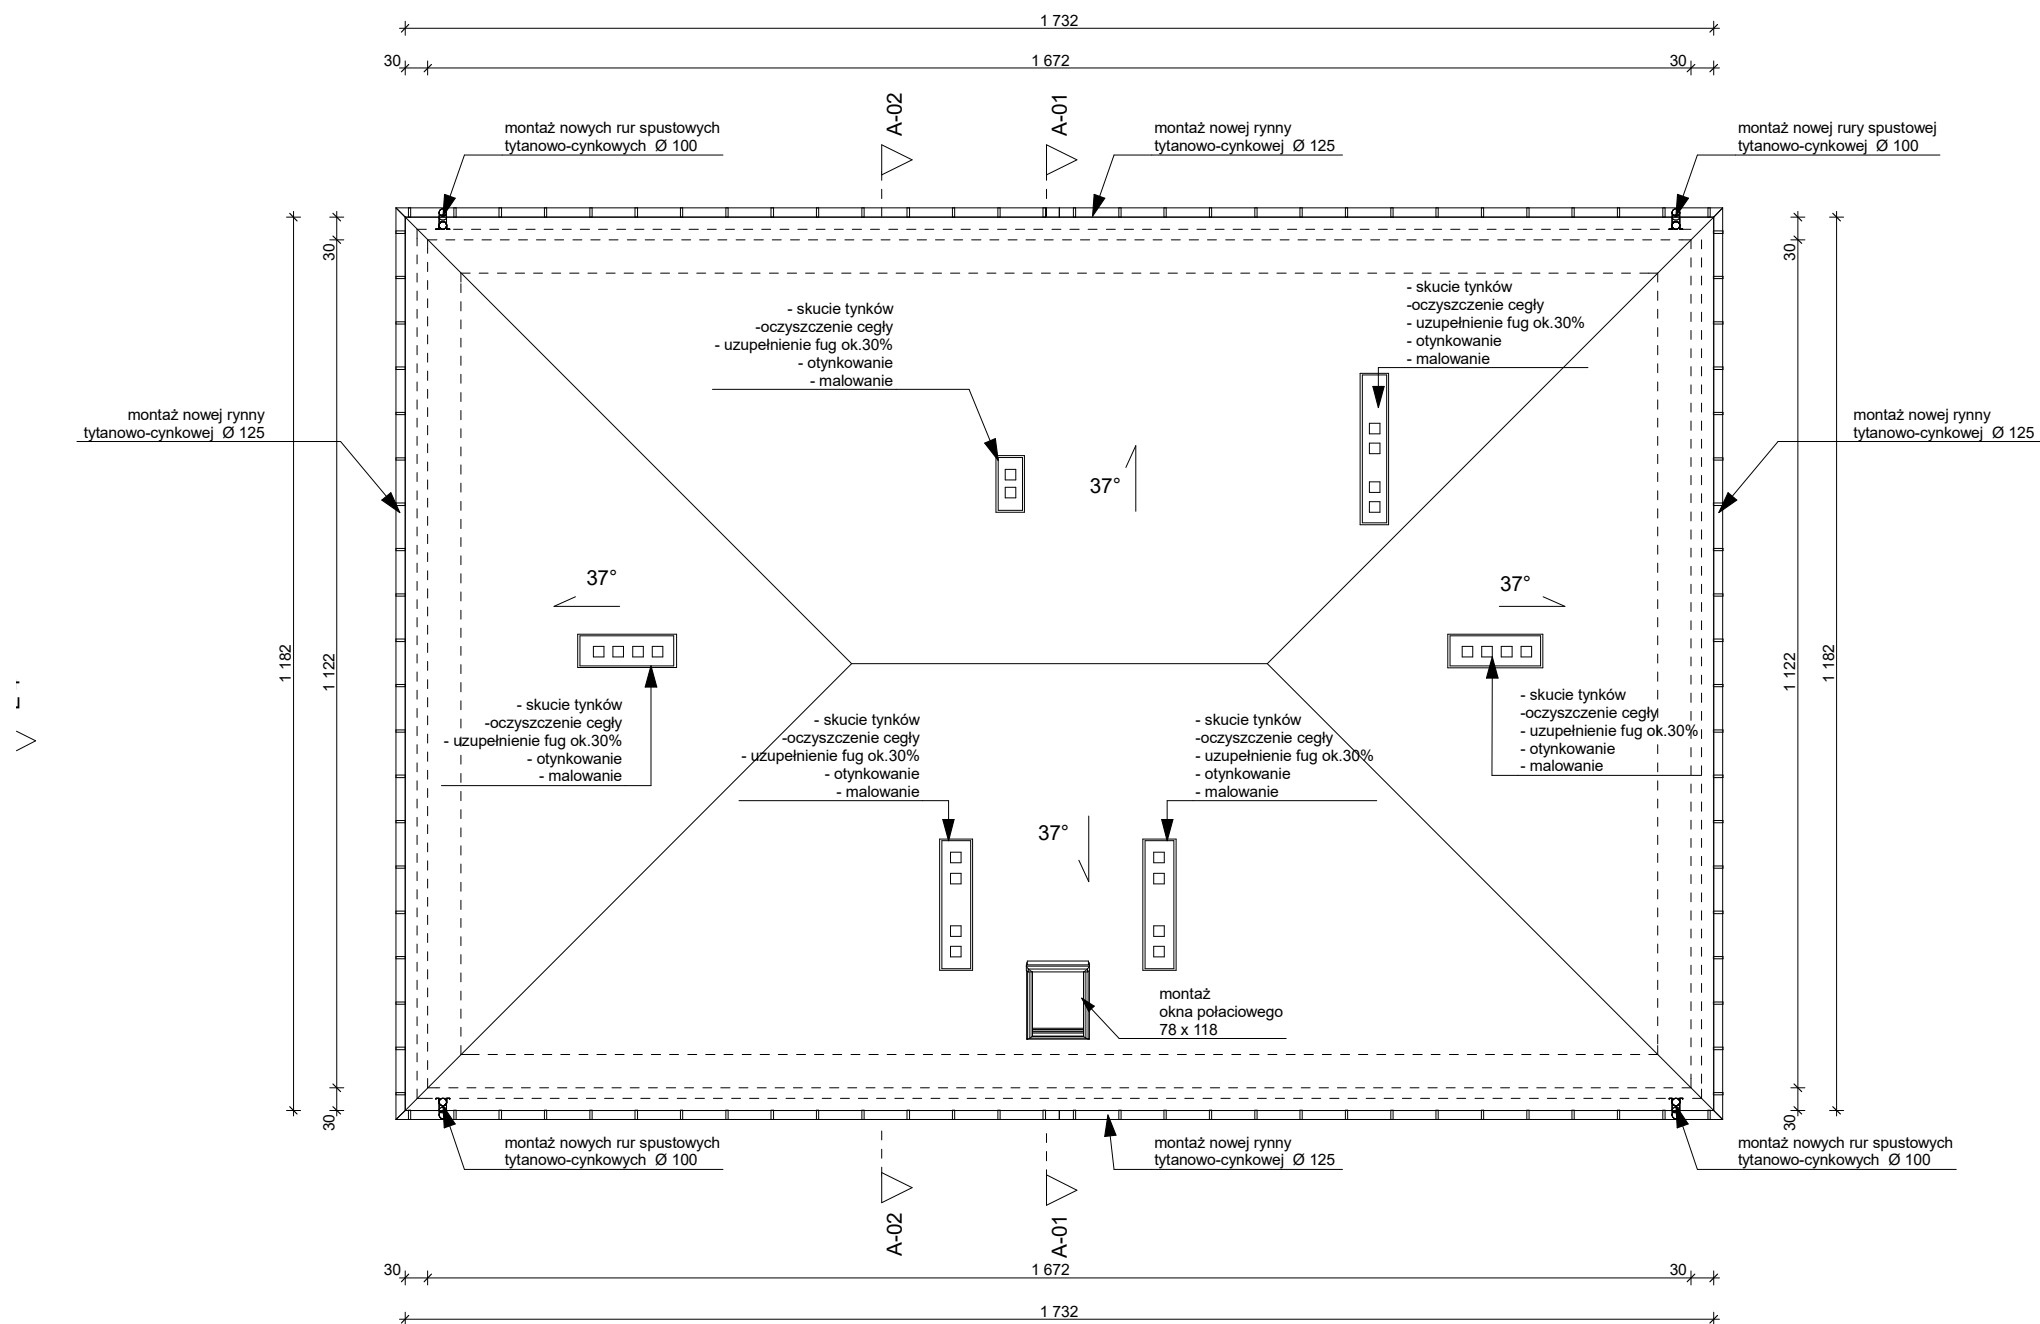 1 732
30
1 672
30
A-02
A-01
montaż nowych rur spustowych
tytanowo-cynkowych Ø 100
montaż nowej rynny
tytanowo-cynkowej Ø 125
montaż nowej rury spustowej
tytanowo-cynkowej Ø 100
30
30
- skucie tynków
-oczyszczenie cegły
- uzupełnienie fug ok.30%
- otynkowanie
- malowanie
- skucie tynków
-oczyszczenie cegły
- uzupełnienie fug ok.30%
- otynkowanie
- malowanie
montaż nowej rynny
tytanowo-cynkowej Ø 125
montaż nowej rynny
tytanowo-cynkowej Ø 125
37°
37°
37°
1 182
1 122
1 122
1 182
- skucie tynków
-oczyszczenie cegły
- uzupełnienie fug ok.30%
- otynkowanie
- malowanie
- skucie tynków
-oczyszczenie cegły
- uzupełnienie fug ok.30%
- otynkowanie
- malowanie
- skucie tynków
-oczyszczenie cegły
- uzupełnienie fug ok.30%
- otynkowanie
- malowanie
- skucie tynków
-oczyszczenie cegły
- uzupełnienie fug ok.30%
- otynkowanie
- malowanie
37°
montaż
okna połaciowego
78 x 118
30
30
montaż nowych rur spustowych
tytanowo-cynkowych Ø 100
montaż nowej rynny
tytanowo-cynkowej Ø 125
montaż nowych rur spustowych
tytanowo-cynkowych Ø 100
A-02
A-01
30
1 672
30
1 732